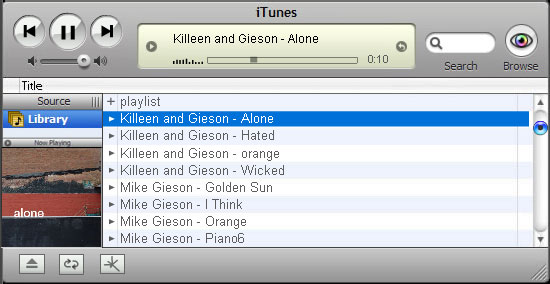 iTunes
Killeen and Gieson - Alone
0:10
Search
Browse
Title
Source
Library
Now Playing
alone
+ playlist
Killeen and Gieson - Alone
Killeen and Gieson - Hated
Killeen and Gieson - orange
Killeen and Gieson - Wicked
Mike Gieson - Golden Sun
Mike Gieson - I Think
Mike Gieson - Orange
Mike Gieson - Piano6